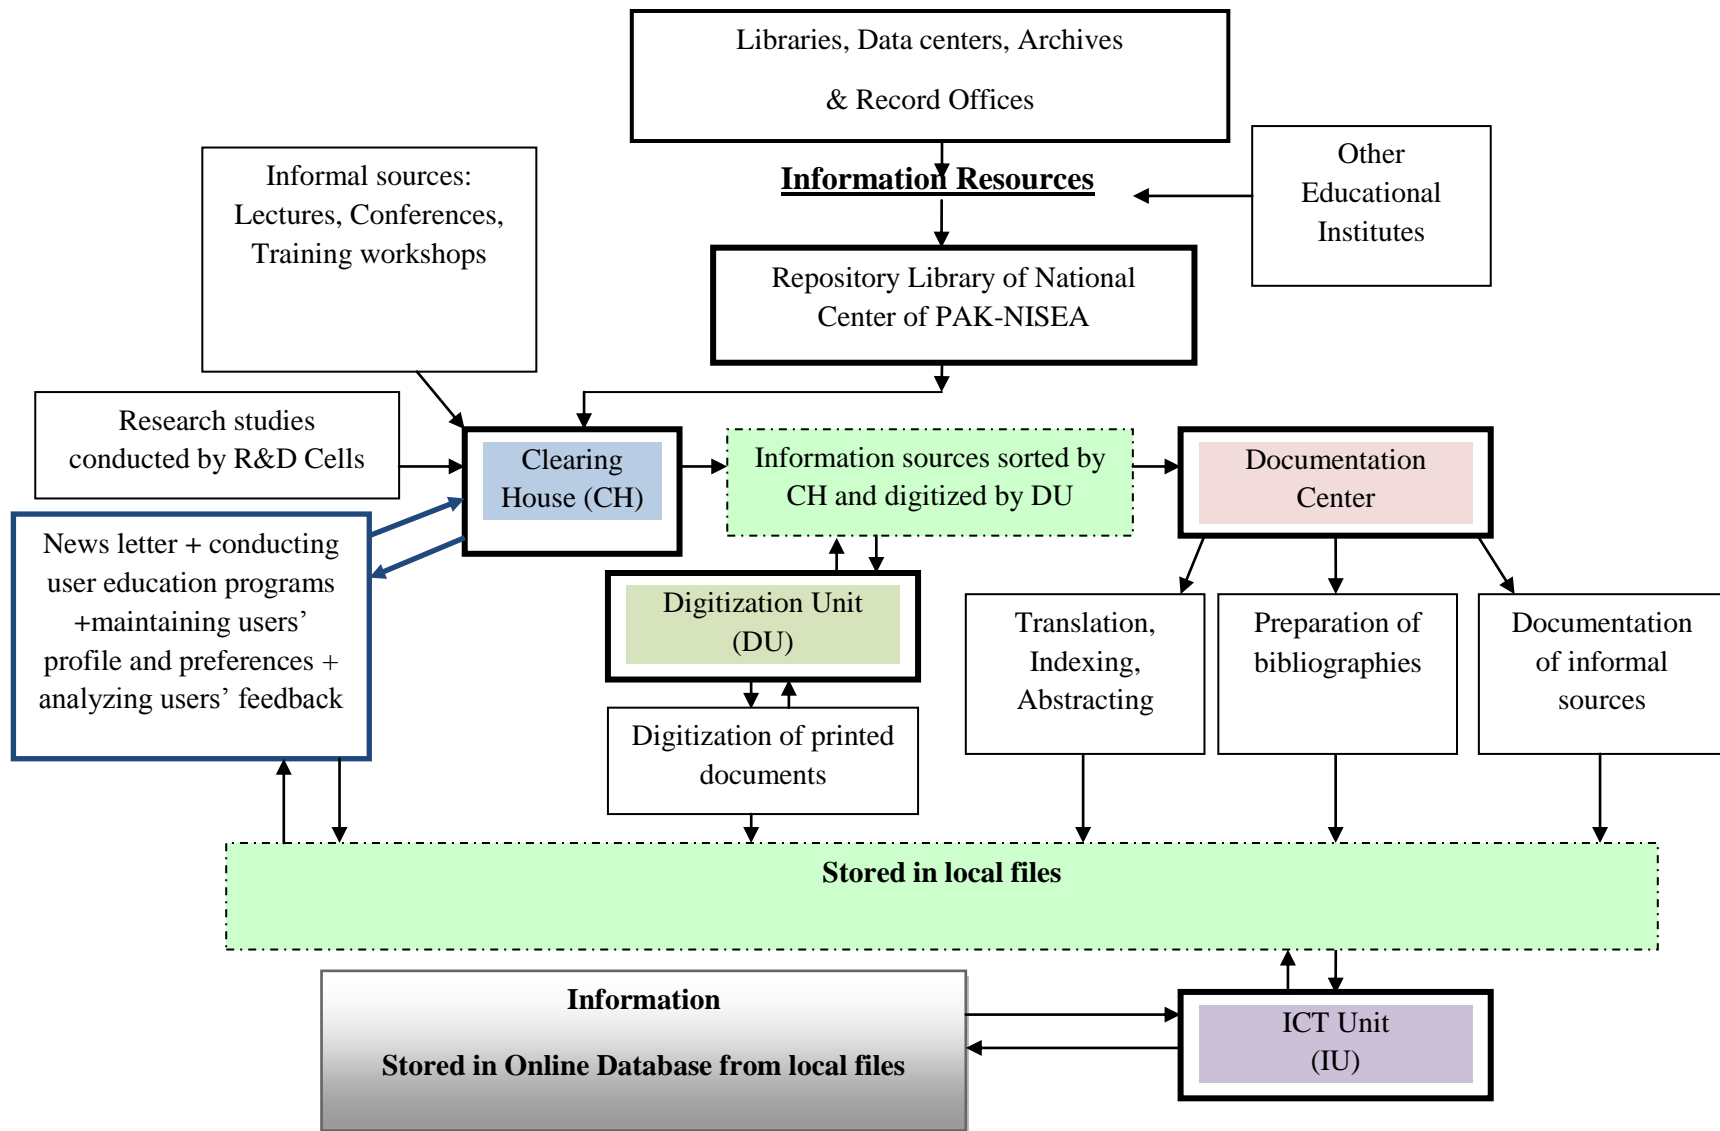 Libraries, Data centers, Archives
& Record Offices
Informal sources:
Lectures, Conferences,
Training workshops
Information Resources
Other
Educational
Institutes
Repository Library of National
Center of PAK-NISEA
Research studies
conducted by R&D Cells
Clearing
House (CH)
Information sources sorted by
CH and digitized by DU
Documentation
Center
News letter + conducting
user education programs
+maintaining users’
profile and preferences +
analyzing users’ feedback
Digitization Unit
(DU)
Translation,
Indexing,
Abstracting
Preparation of
bibliographies
Documentation
of informal
sources
Digitization of printed
documents
Stored in local files
Information
Stored in Online Database from local files
ICT Unit
(IU)